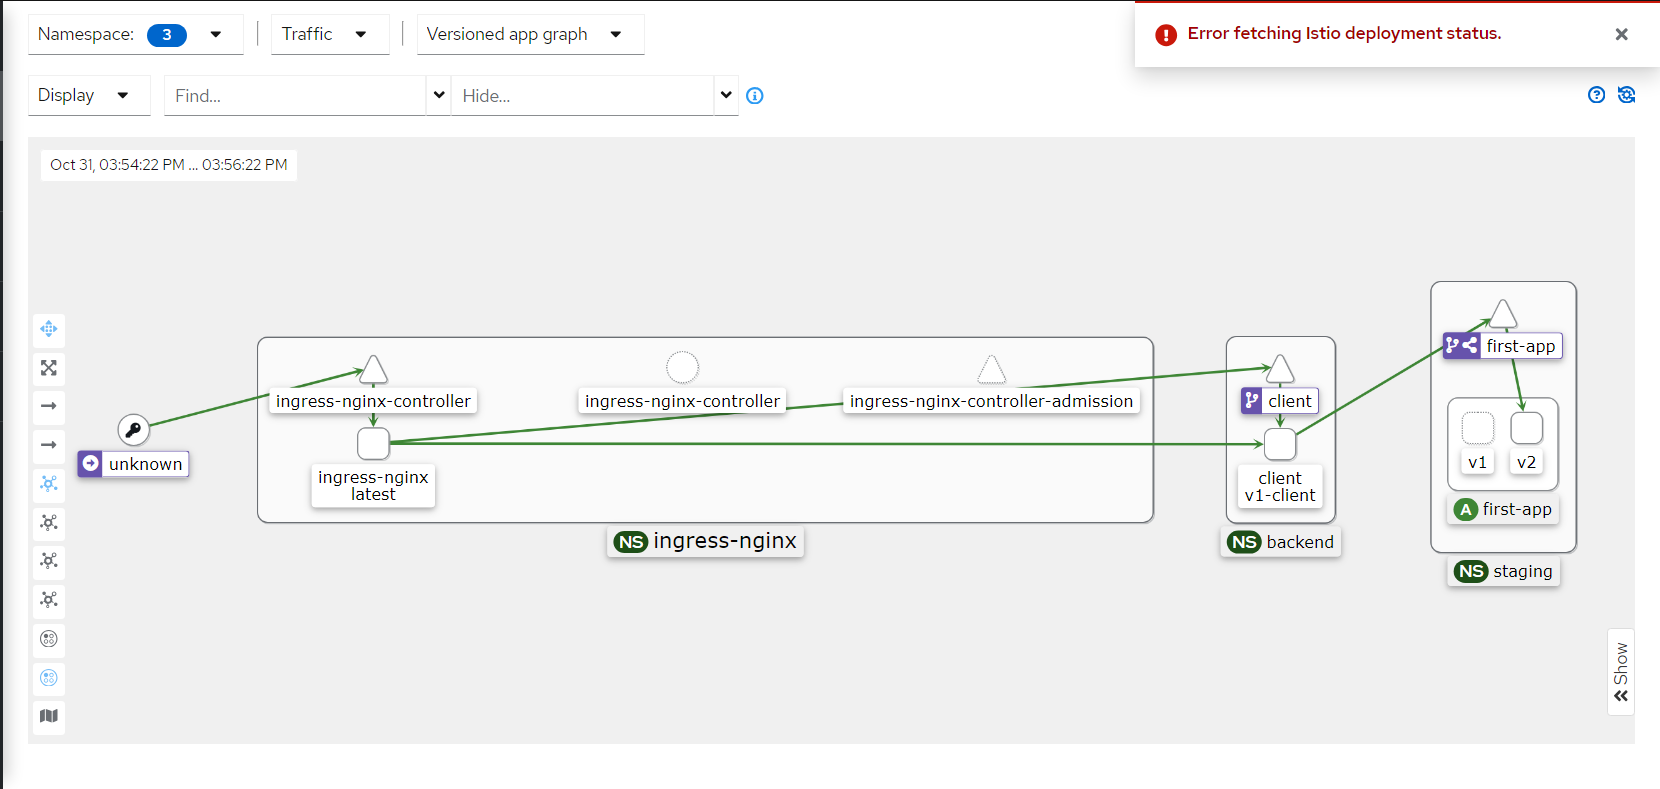 Namespace: 3
Traffic
Versioned app graph
Error fetching Istio deployment status.
Display
Find...
Hide...
Oct 31, 03:54:22 PM ... 03:56:22 PM
unknown
ingress-nginx-controller
ingress-nginx-controller
ingress-nginx-controller-admission
ingress-nginx
latest
NS ingress-nginx
client
client
v1-client
NS backend
first-app
v1
v2
A first-app
NS staging
Show